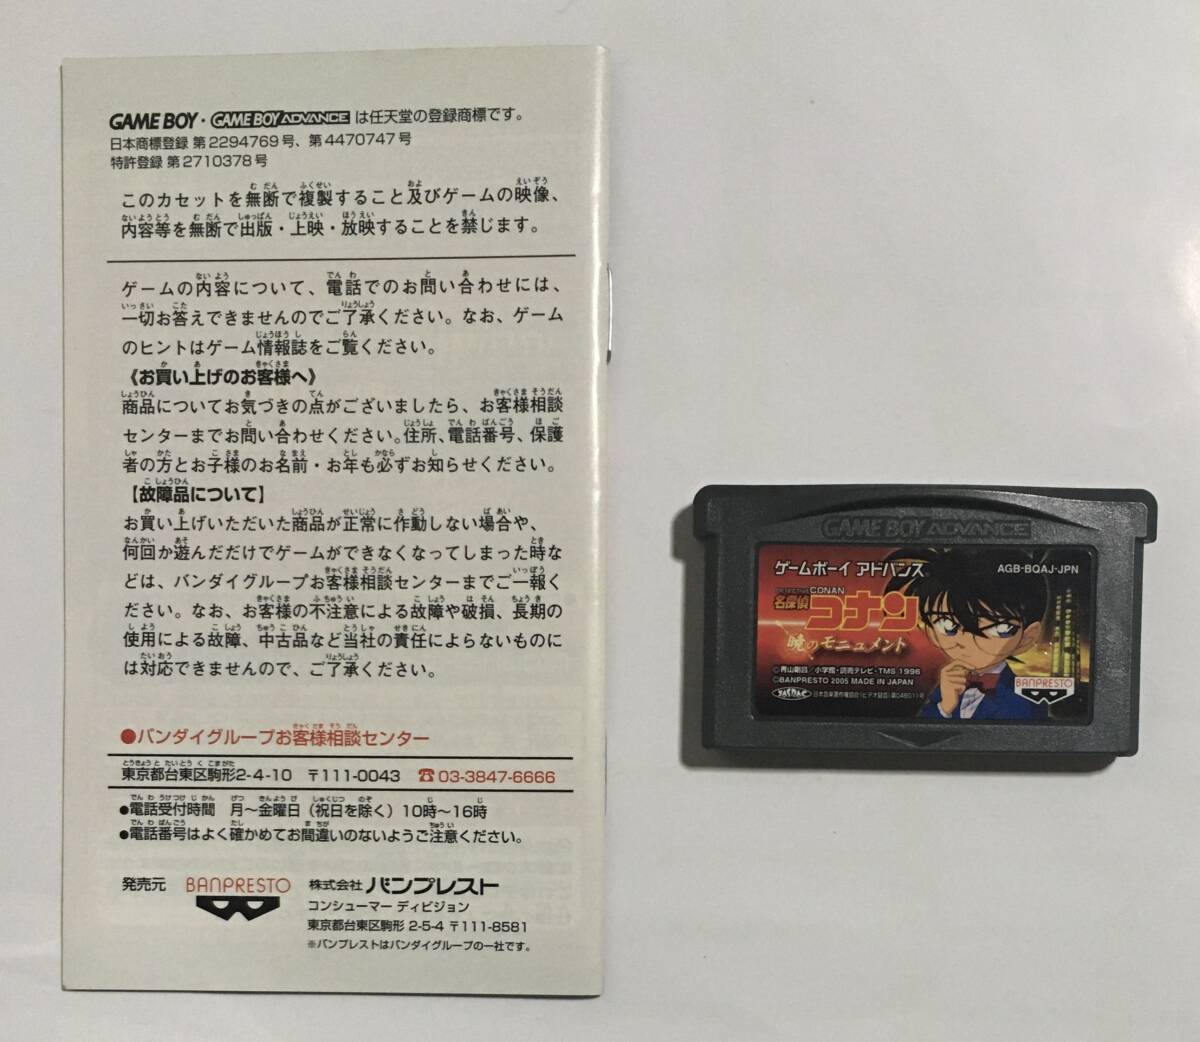 GAME BOY・GAME BOY ADVANCE は任天堂の登録商標です。
日本商標登録 第2294769号、第4470747号
特許登録 第2710378号
このカセットを無断で複製すること及びゲームの映像、
内容等を無断で出版・上映・放映することを禁じます。
ゲームの内容について、電話でのお問い合わせには、
一切お答えできませんのでご了承ください。なお、ゲーム
のヒントはゲーム情報誌をご覧ください。
《お買い上げのお客様へ》
商品についてお気づきの点がございましたら、お客様相談
センターまでお問い合わせください。住所、電話番号、保護
者の方とお子様のお名前・お年も必ずお知らせください。
【故障品について】
お買い上げいただいた商品が正常に作動しない場合や、
何回か遊んだだけでゲームができなくなってしまった時な
どは、バンダイグループお客様相談センターまでご一報く
ださい。なお、お客様の不注意による故障や破損、長期の
使用による故障、中古品など当社の責任によらないものに
は対応できませんので、ご了承ください。
●バンダイグループお客様相談センター
東京都台東区駒形2-4-10 〒111-0043 ☎03-3847-6666
●電話受付時間 月〜金曜日(祝日を除く)10時〜16時
●電話番号はよく確かめてお間違いのないようご注意ください。
発売元 BANPRESTO 株式会社 バンプレスト
コンシューマー ディビジョン
東京都台東区駒形 2-5-4 〒111-8581
※バンプレストはバンダイグループの一社です。
GAME BOY ADVANCE
ゲームボーイ アドバンス
AGB-BQAJ-JPN
DETECTIVE CONAN
名探偵コナン
暁のモニュメント
©青山剛昌/小学館・読売テレビ・TMS 1996
©BANPRESTO 2005 MADE IN JAPAN
BANPRESTO